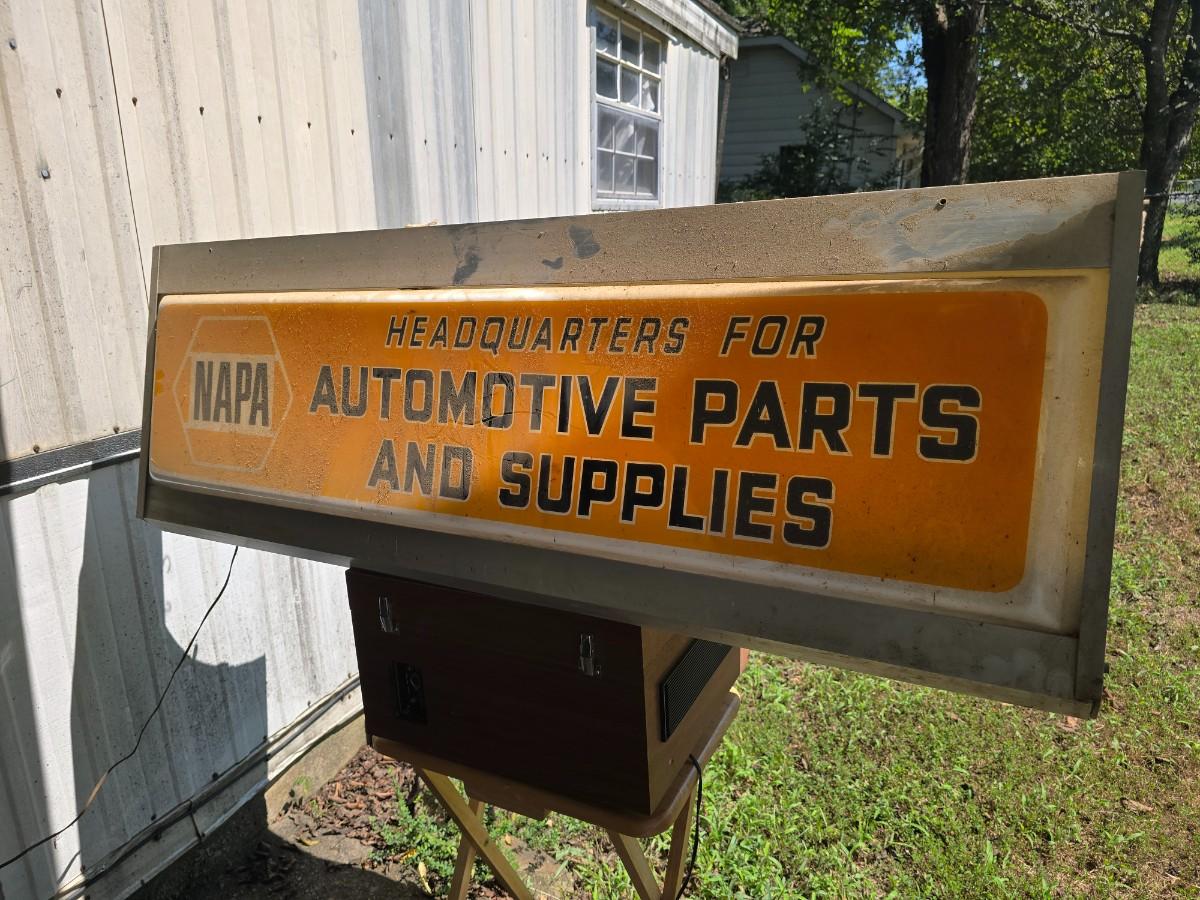 NAPA
HEADQUARTERS FOR
AUTOMOTIVE PARTS
AND SUPPLIES